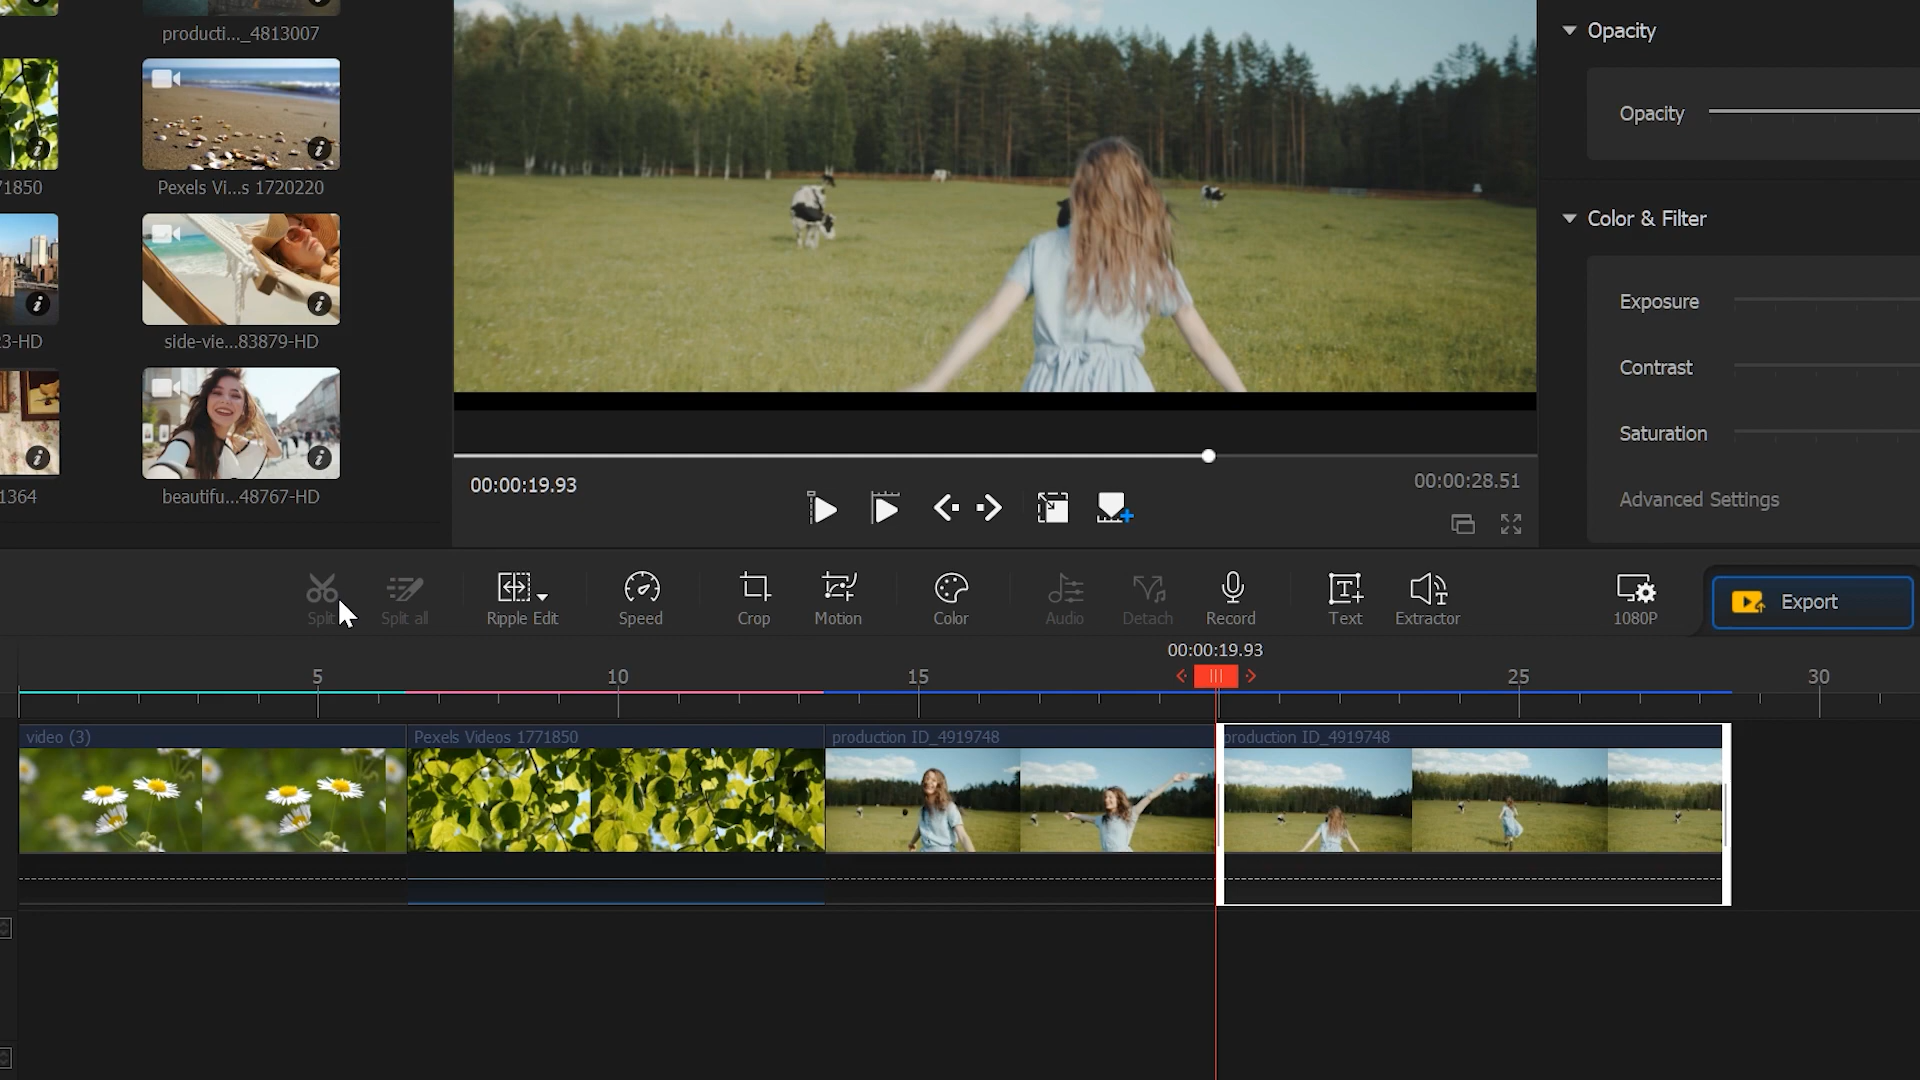 producti..._4813007
71850
Pexels Vi...s 1720220
3-HD
side-vie...83879-HD
1364
beautifu...48767-HD
00:00:19.93
00:00:28.51
Opacity
Opacity
Color & Filter
Exposure
Contrast
Saturation
Advanced Settings
Split
Split all
Ripple Edit
Speed
Crop
Motion
Color
Audio
Detach
Record
Text
Extractor
1080P
Export
00:00:19.93
5
10
15
25
30
video (3)
Pexels Videos 1771850
production ID_4919748
production ID_4919748